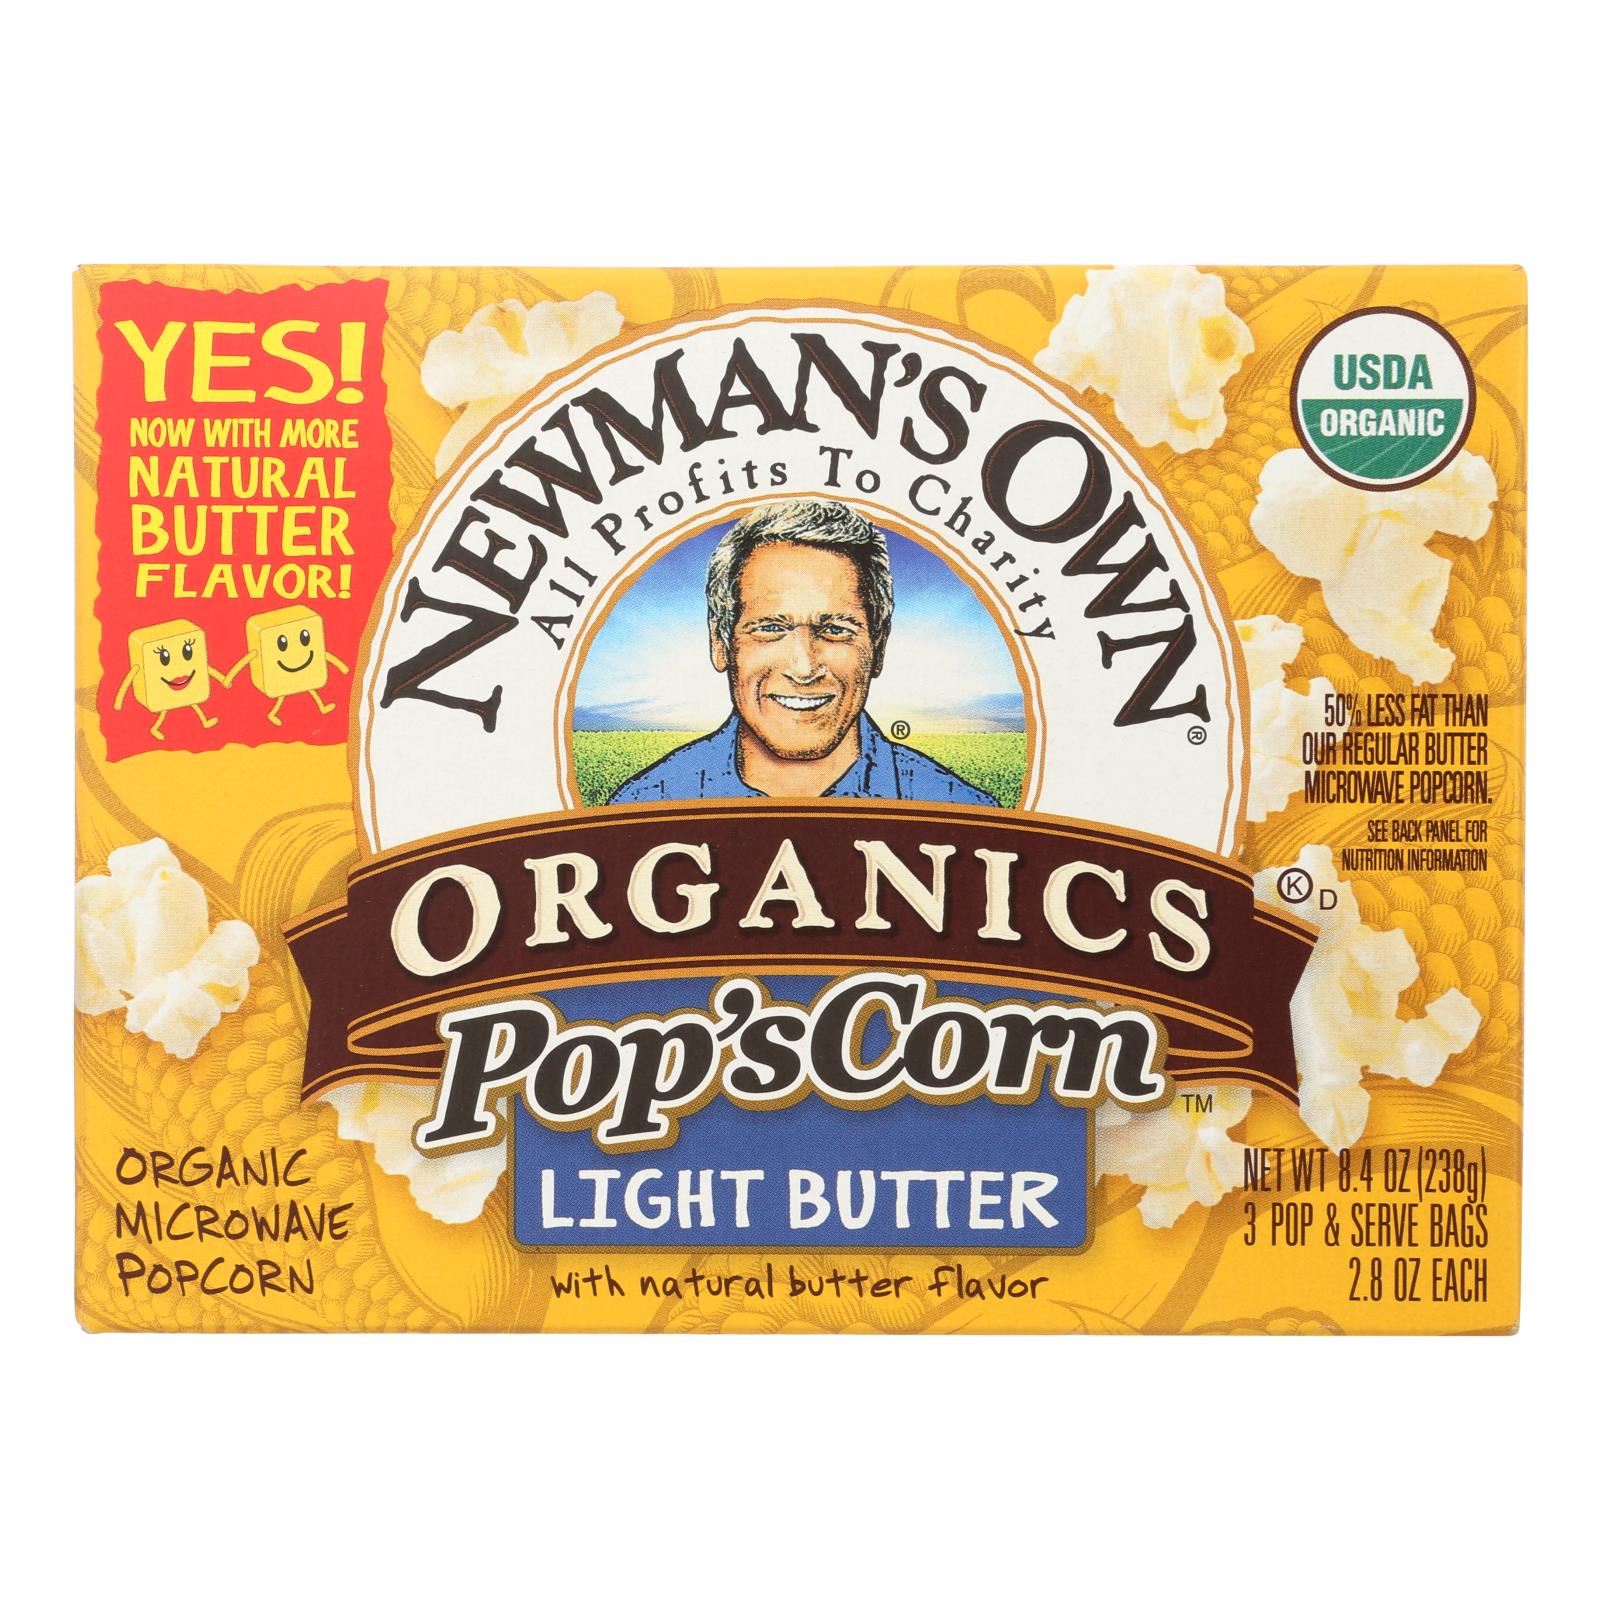 YES!
NOW WITH MORE
NATURAL
BUTTER
FLAVOR!
NEWMAN'S OWN®
All Profits To Charity
®
USDA
ORGANIC
50% LESS FAT THAN
OUR REGULAR BUTTER
MICROWAVE POPCORN.
SEE BACK PANEL FOR
NUTRITION INFORMATION
K D
ORGANICS
Pop'sCorn™
LIGHT BUTTER
with natural butter flavor
ORGANIC
MICROWAVE
POPCORN
NET WT 8.4 OZ (238g)
3 POP & SERVE BAGS
2.8 OZ EACH